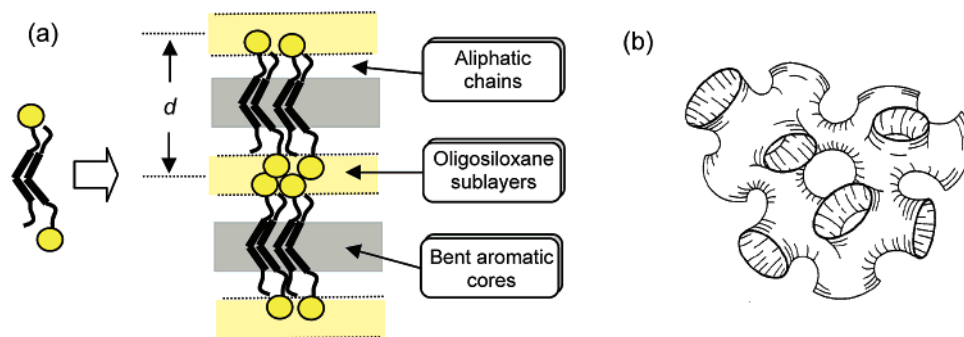 (a)
d
Aliphatic
chains
Oligosiloxane
sublayers
Bent aromatic
cores
(b)